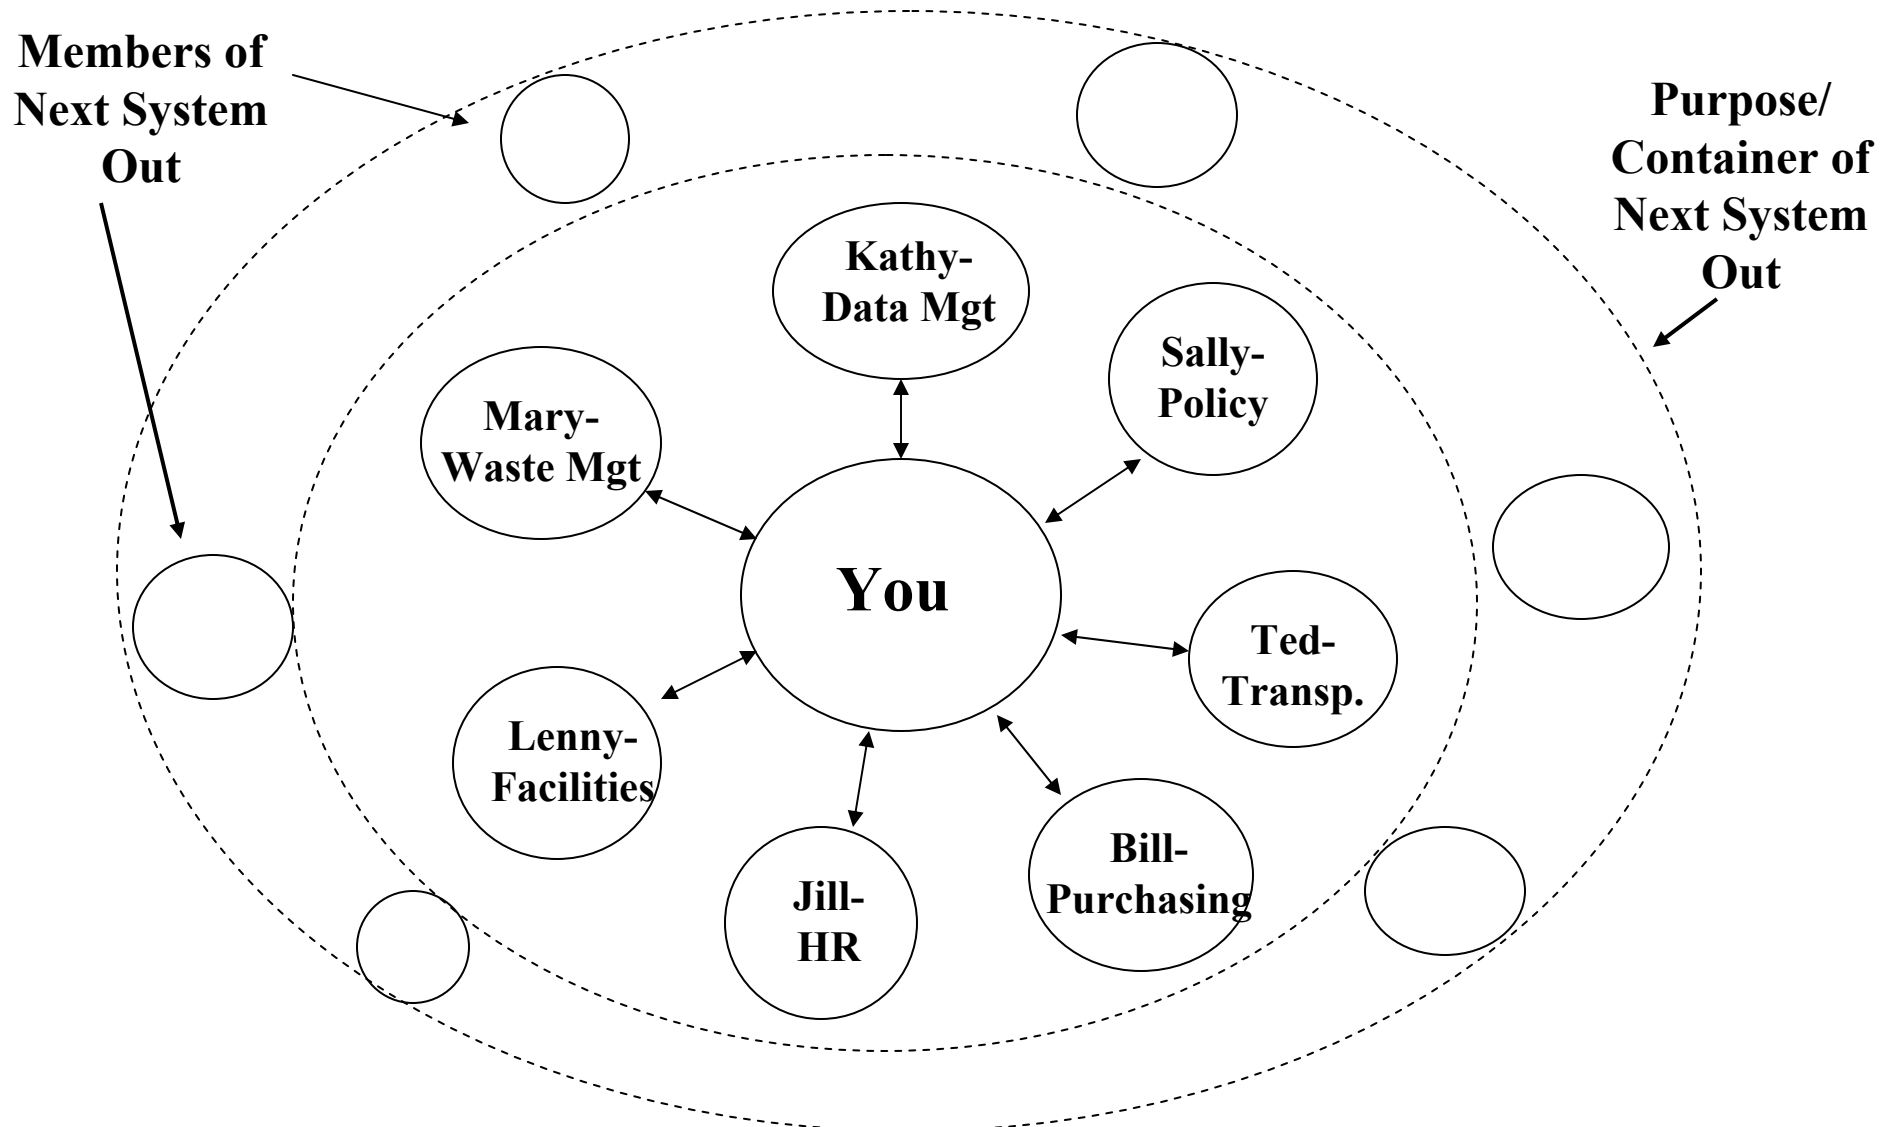 Members of
Next System
Out
Purpose/
Container of
Next System
Out
Kathy-
Data Mgt
Sally-
Policy
Mary-
Waste Mgt
You
Ted-
Transp.
Lenny-
Facilities
Bill-
Purchasing
Jill-
HR